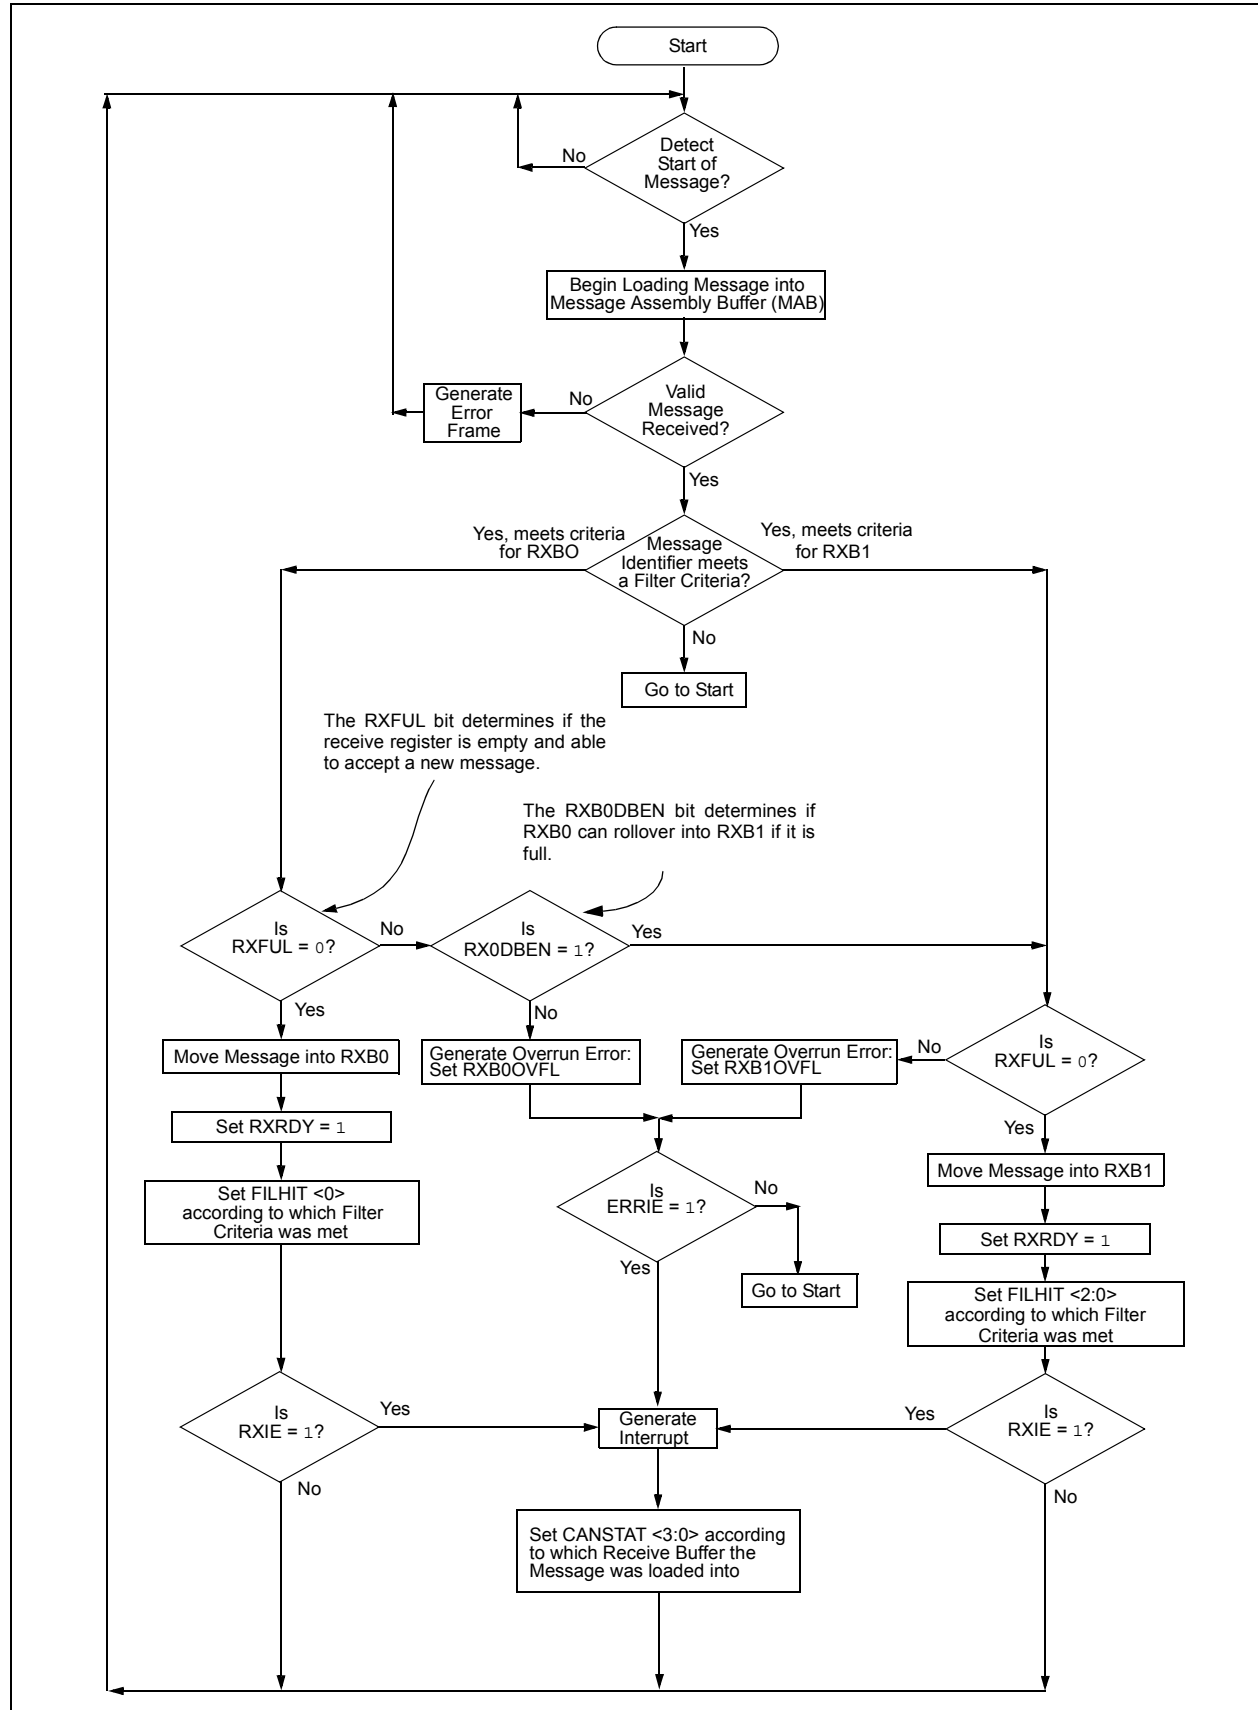 Start
Detect
Start of
Message?
No
Yes
Begin Loading Message into
Message Assembly Buffer (MAB)
Valid
Message
Received?
No
Generate
Error
Frame
Yes
Message
Identifier meets
a Filter Criteria?
Yes, meets criteria
for RXBO
Yes, meets criteria
for RXB1
No
Go to Start
The RXFUL bit determines if the
receive register is empty and able
to accept a new message.
The RXB0DBEN bit determines if
RXB0 can rollover into RXB1 if it is
full.
Is
RXFUL = 0?
No
Is
RX0DBEN = 1?
Yes
Yes
No
Move Message into RXB0
Generate Overrun Error:
Set RXB0OVFL
Generate Overrun Error:
Set RXB1OVFL
No
Is
RXFUL = 0?
Set RXRDY = 1
Yes
Set FILHIT <0>
according to which Filter
Criteria was met
Is
ERRIE = 1?
No
Move Message into RXB1
Set RXRDY = 1
Yes
Go to Start
Set FILHIT <2:0>
according to which Filter
Criteria was met
Is
RXIE = 1?
Yes
Generate
Interrupt
Yes
Is
RXIE = 1?
No
No
Set CANSTAT <3:0> according
to which Receive Buffer the
Message was loaded into